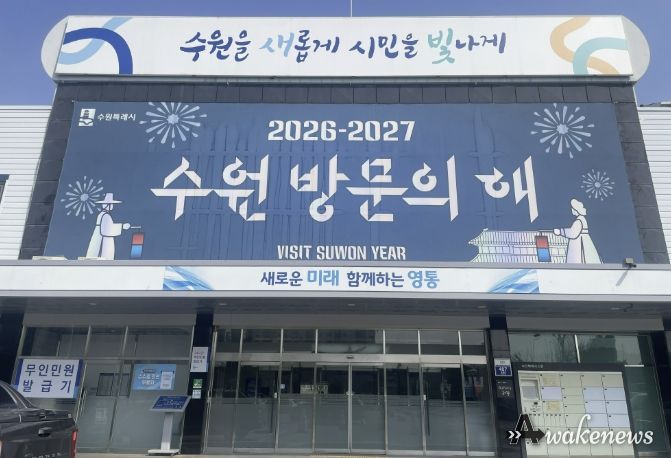 수원을 새롭게 시민을 빛나게
수원특례시
2026-2027
수원 방문의 해
VISIT SUWON YEAR
새로운 미래 함께하는 영통
무인민원
발급기
Awakenews